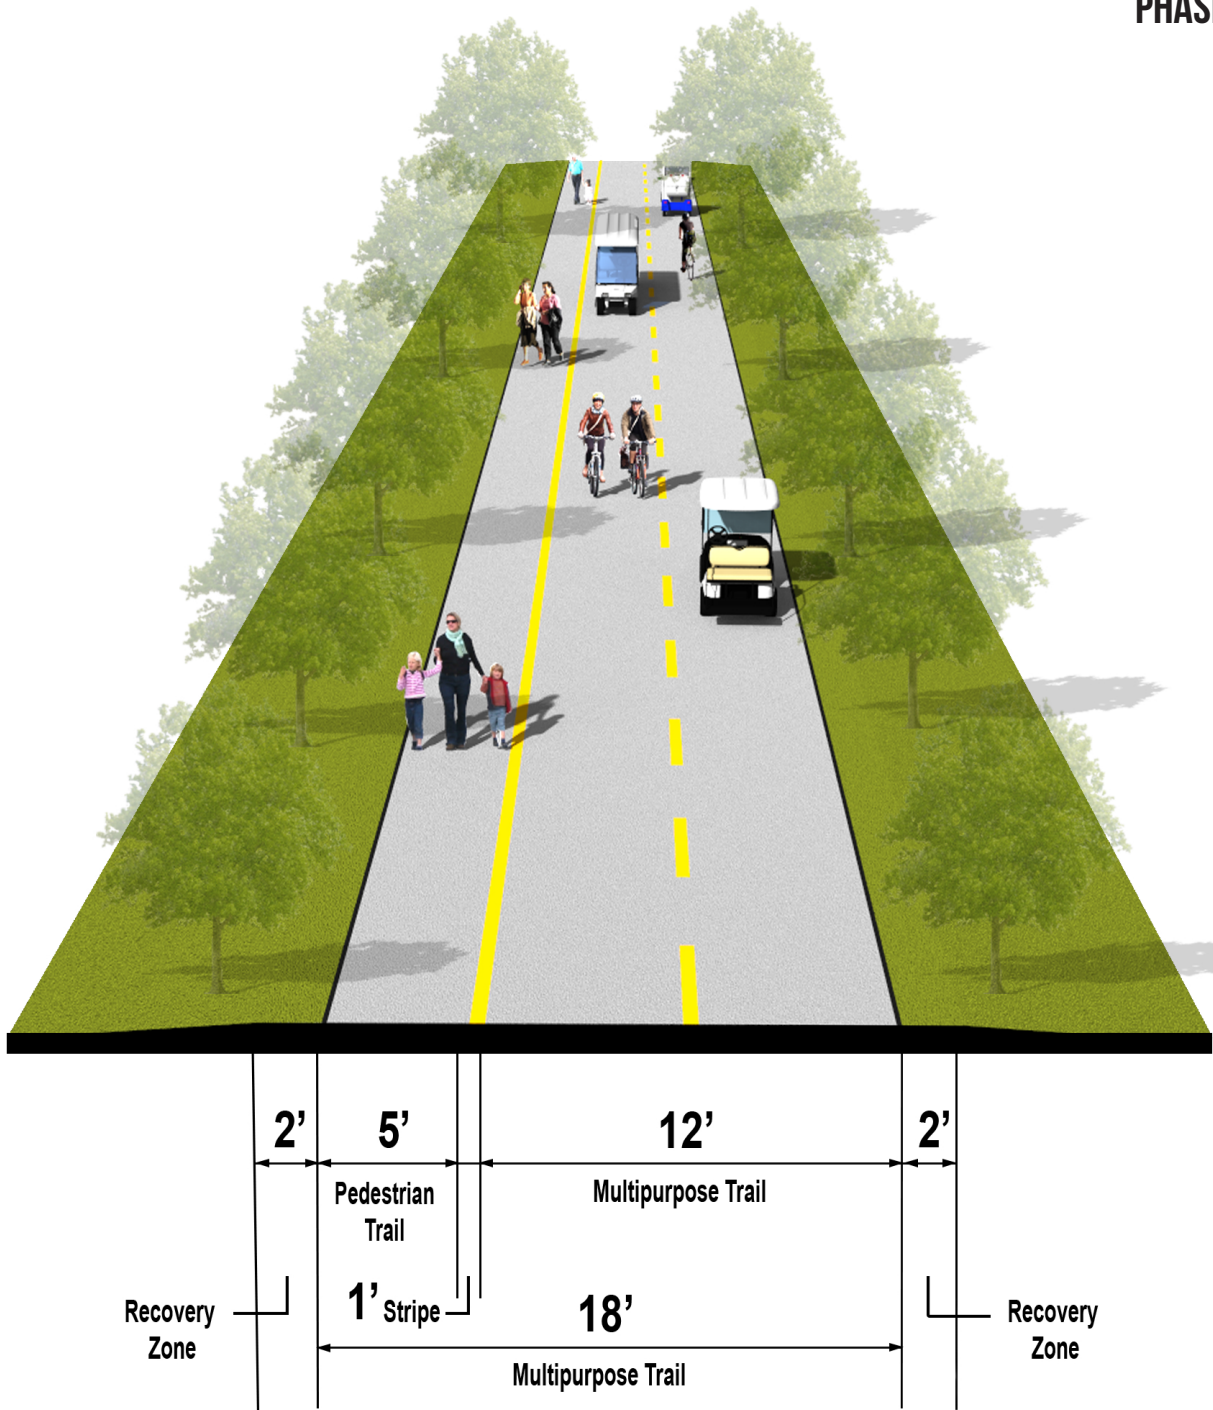 PHAS
2’ 5’ 12’ 2’
Pedestrian
Trail
Multipurpose Trail
1’ Stripe
18’
Recovery
Zone
Recovery
Zone
Multipurpose Trail